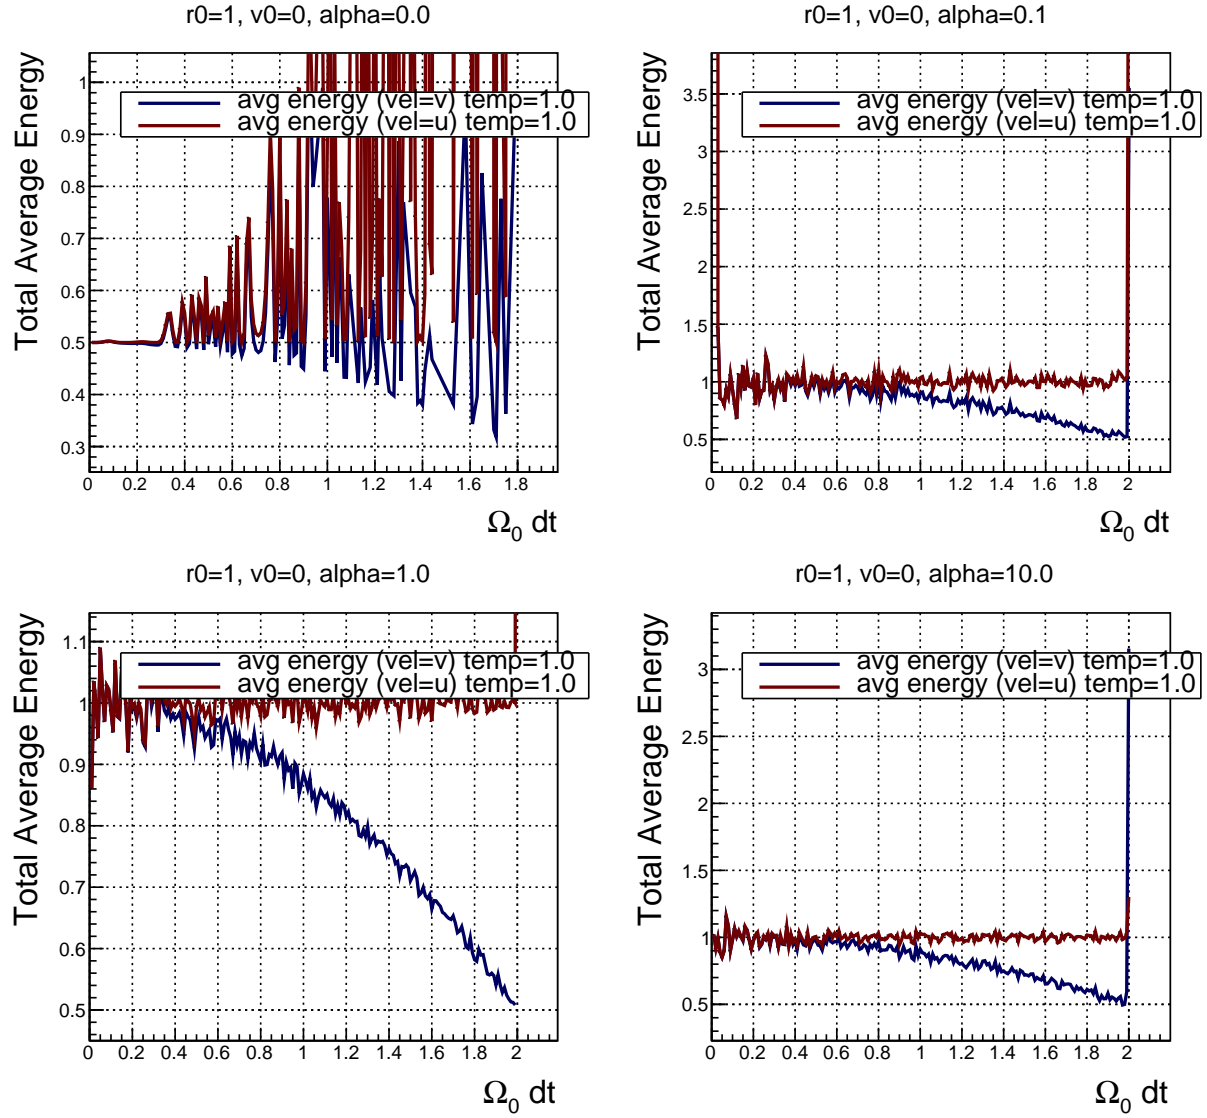 r0=1, v0=0, alpha=0.0
Total Average Energy
1
0.9
0.8
0.7
0.6
0.5
0.4
0.3
avg energy (vel=v) temp=1.0
avg energy (vel=u) temp=1.0
0 0.2 0.4 0.6 0.8 1 1.2 1.4 1.6 1.8
Ω0 dt
r0=1, v0=0, alpha=0.1
Total Average Energy
3.5
3
2.5
2
1.5
1
0.5
avg energy (vel=v) temp=1.0
avg energy (vel=u) temp=1.0
0 0.2 0.4 0.6 0.8 1 1.2 1.4 1.6 1.8 2
Ω0 dt
r0=1, v0=0, alpha=1.0
Total Average Energy
1.1
1
0.9
0.8
0.7
0.6
0.5
avg energy (vel=v) temp=1.0
avg energy (vel=u) temp=1.0
0 0.2 0.4 0.6 0.8 1 1.2 1.4 1.6 1.8 2
Ω0 dt
r0=1, v0=0, alpha=10.0
Total Average Energy
3
2.5
2
1.5
1
0.5
avg energy (vel=v) temp=1.0
avg energy (vel=u) temp=1.0
0 0.2 0.4 0.6 0.8 1 1.2 1.4 1.6 1.8 2
Ω0 dt